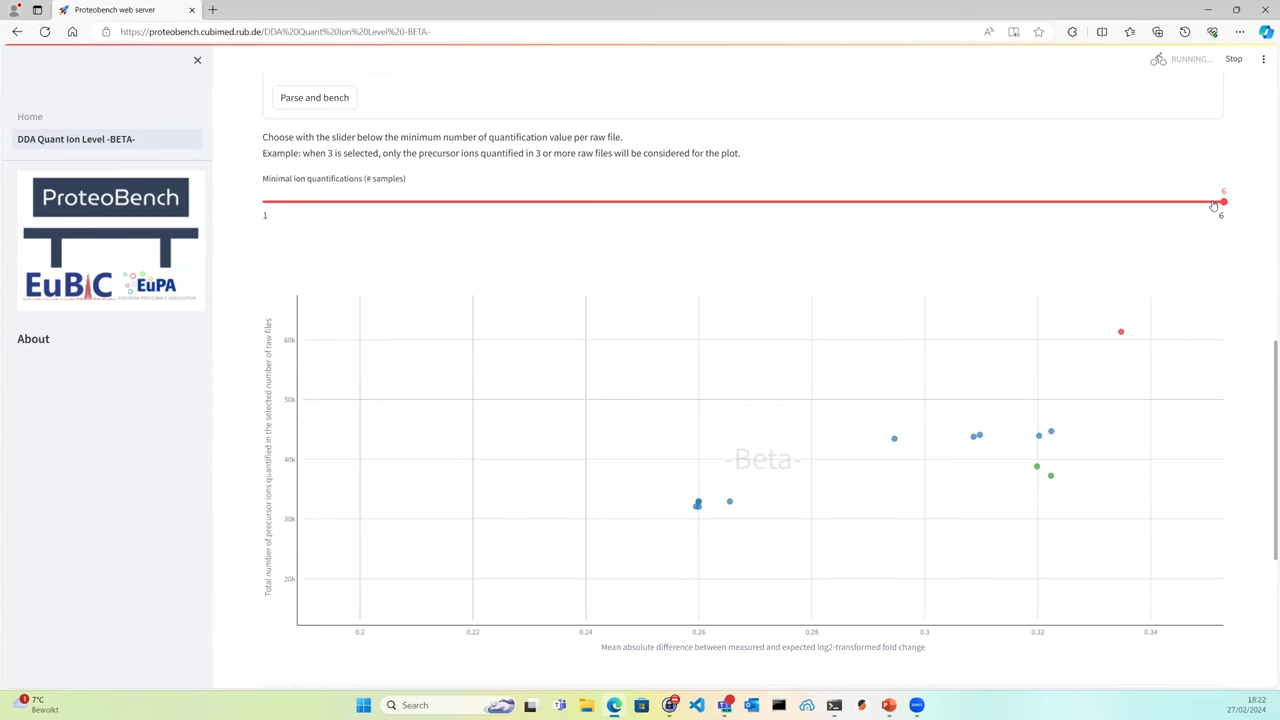 Proteobench web server
https://proteobench.cubimed.rub.de/DDA%20Quant%20Ion%20Level%20-BETA-
RUNNING...
Stop
Home
DDA Quant Ion Level -BETA-
ProteoBench
EuBIC
EuPA
EUROPEAN PROTEOMICS ASSOCIATION
About
Parse and bench
Choose with the slider below the minimum number of quantification value per raw file.
Example: when 3 is selected, only the precursor ions quantified in 3 or more raw files will be considered for the plot.
Minimal ion quantifications (# samples)
6
1
6
Total number of precursor ions quantified in the selected number of raw files
60k
50k
40k
30k
20k
-Beta-
0.2
0.22
0.24
0.26
0.28
0.3
0.32
0.34
Mean absolute difference between measured and expected log2-transformed fold change
1
7°C
Bewolkt
Search
18:22
27/02/2024